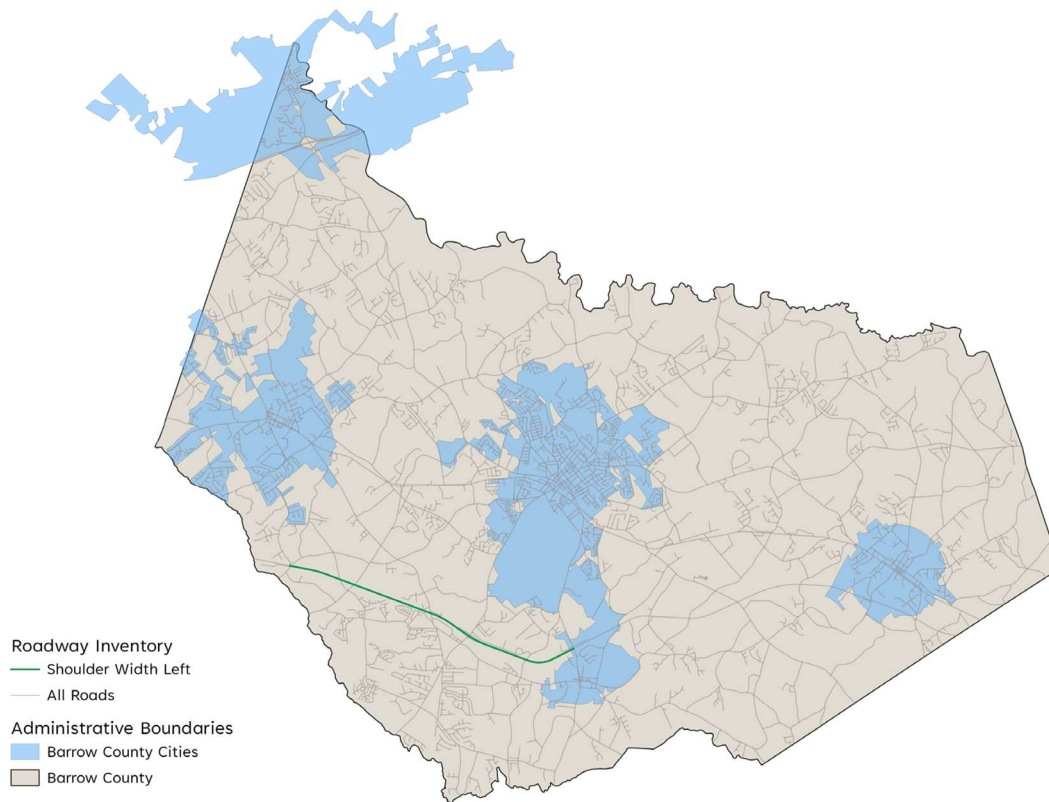 Roadway Inventory
Shoulder Width Left
All Roads
Administrative Boundaries
Barrow County Cities
Barrow County